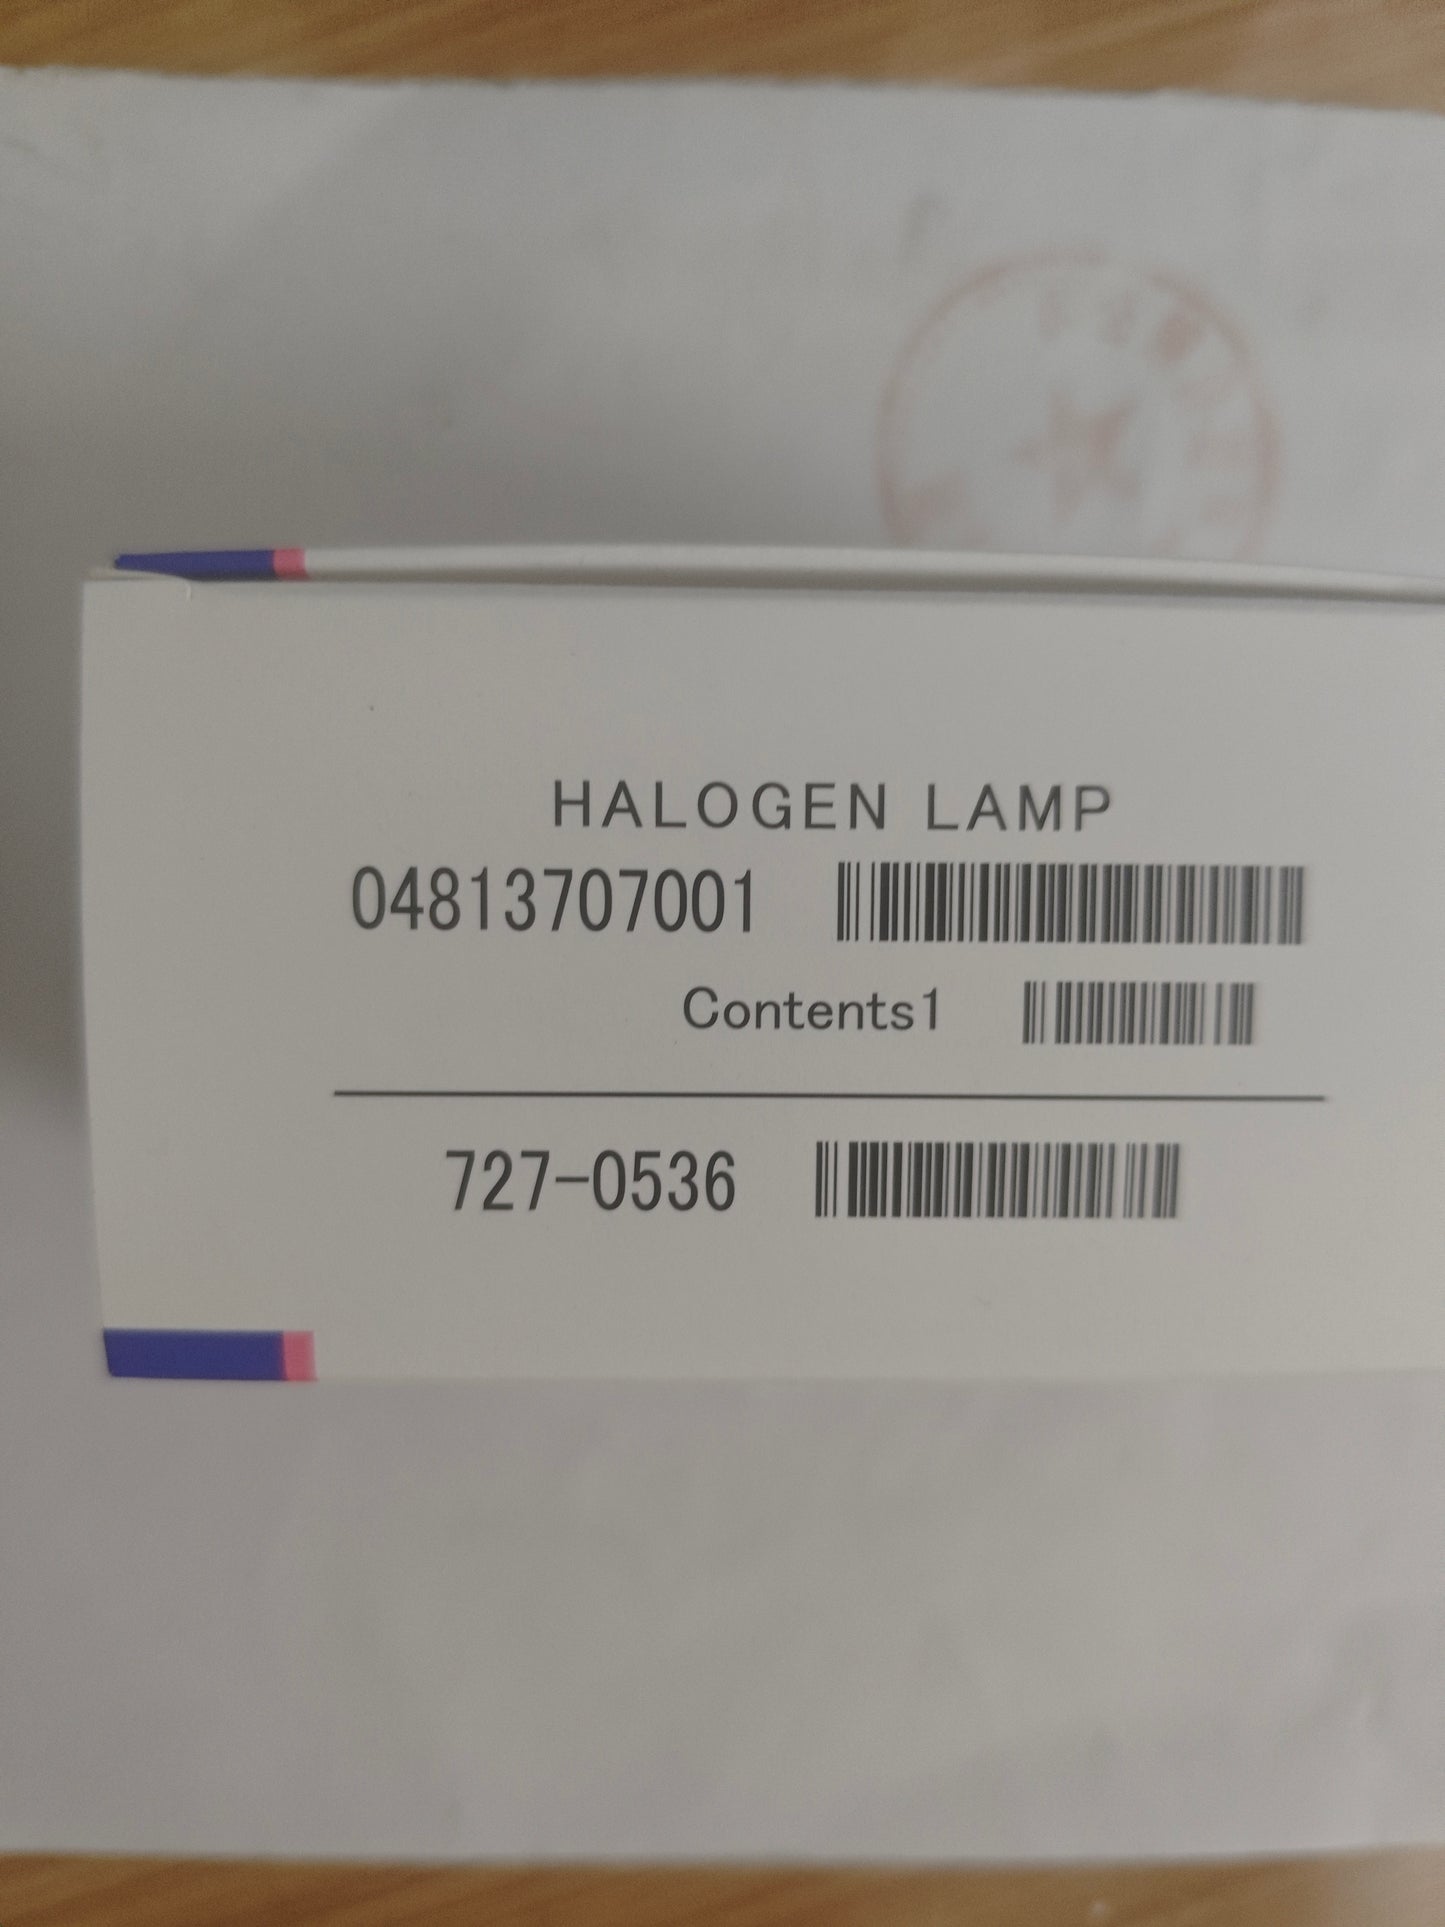 HALOGEN LAMP
04813707001
Contents1
727-0536